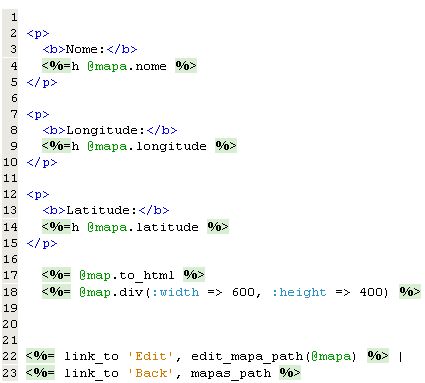 1
2 <p>
3 <b>Nome:</b>
4 <%=h @mapa.nome %>
5 </p>
6
7 <p>
8 <b>Longitude:</b>
9 <%=h @mapa.longitude %>
10 </p>
11
12 <p>
13 <b>Latitude:</b>
14 <%=h @mapa.latitude %>
15 </p>
16
17 <%= @map.to_html %>
18 <%= @map.div(:width => 600, :height => 400) %>
19
20
21
22 <%= link_to 'Edit', edit_mapa_path(@mapa) %> |
23 <%= link_to 'Back', mapas_path %>